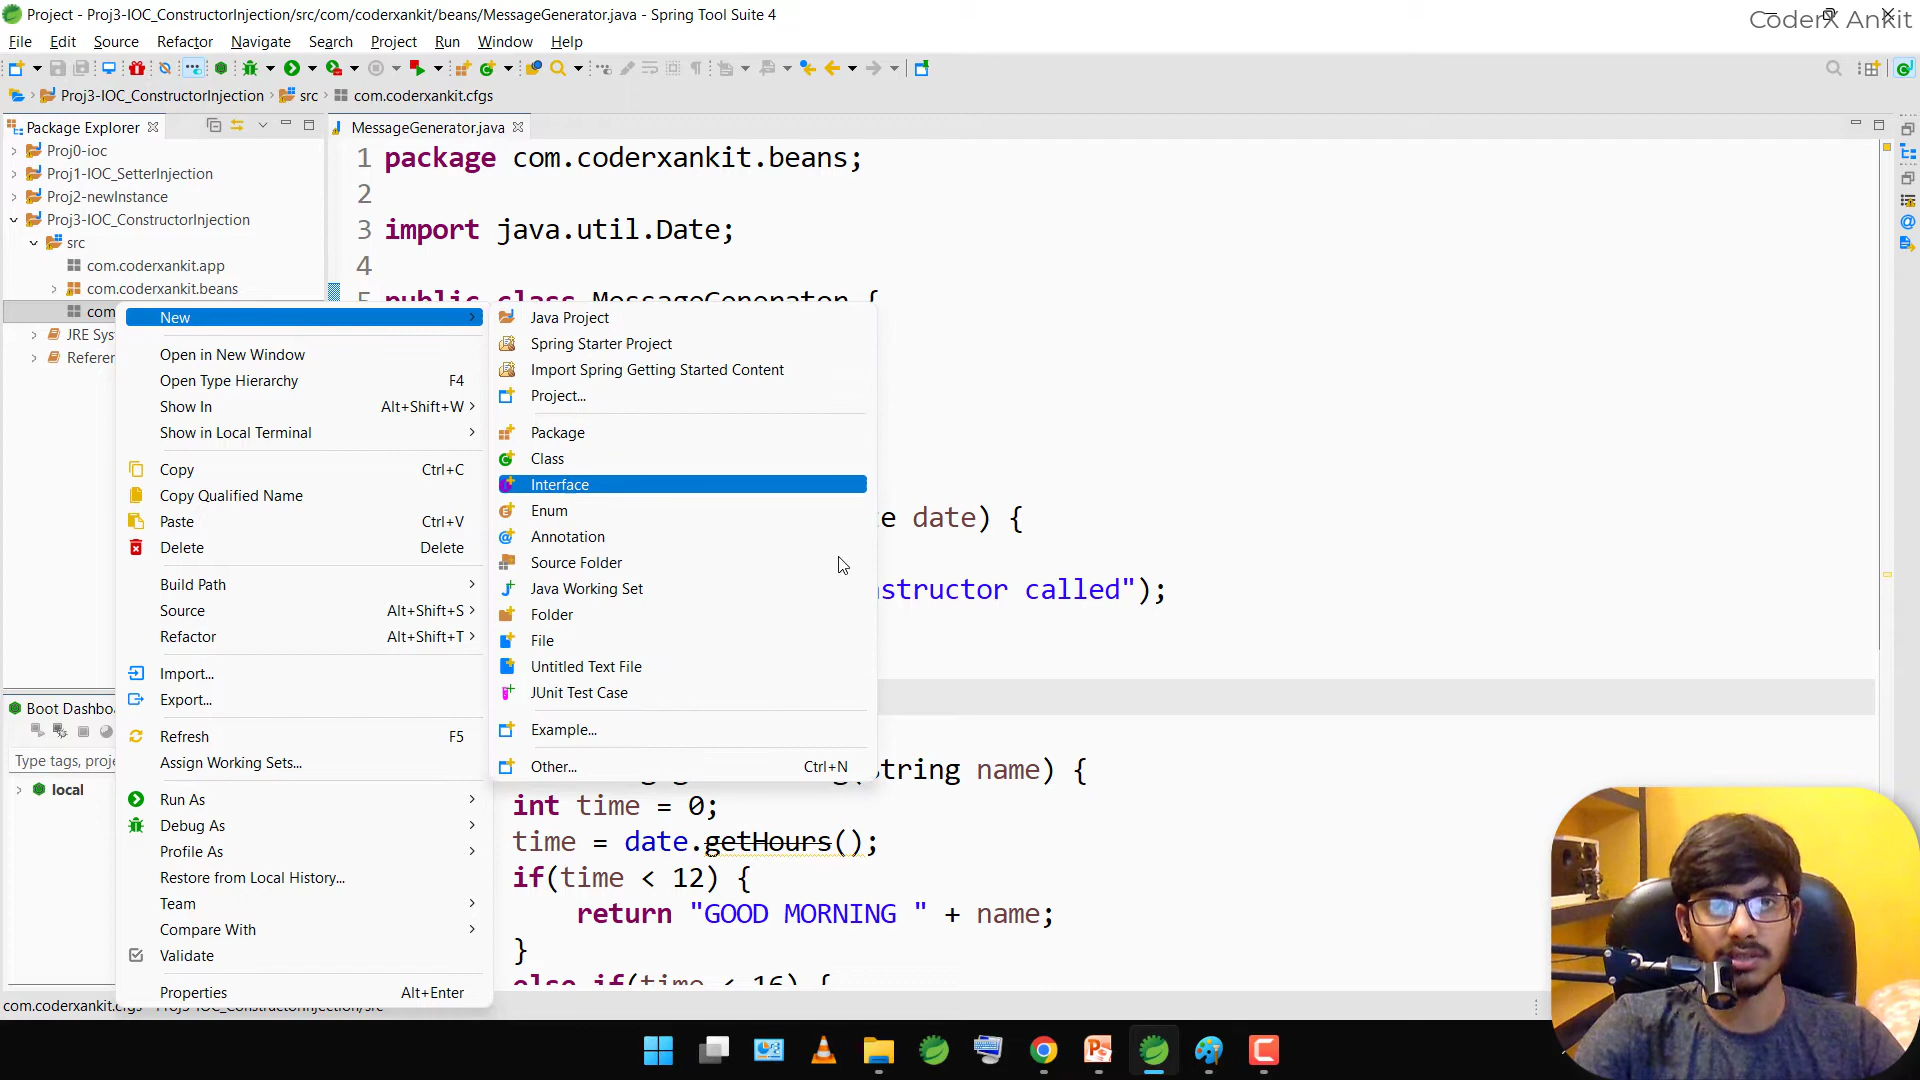 Project - Proj3-IOC_ConstructorInjection/src/com/coderxankit/beans/MessageGenerator.java - Spring Tool Suite 4
CoderX Ankit
File Edit Source Refactor Navigate Search Project Run Window Help
Proj3-IOC_ConstructorInjection src com.coderxankit.cfgs
Package Explorer
MessageGenerator.java
Proj0-ioc
Proj1-IOC_SetterInjection
Proj2-newInstance
Proj3-IOC_ConstructorInjection
src
com.coderxankit.app
com.coderxankit.beans
com
JRE Sys
Referer
1 package com.coderxankit.beans;
2
3 import java.util.Date;
4
5 public class MessageGenerator {
e date) {
structor called");
String name) {
int time = 0;
time = date.getHours();
if(time < 12) {
return "GOOD MORNING " + name;
}
else if(time < 16) {
New
Open in New Window
Open Type Hierarchy F4
Show In Alt+Shift+W
Show in Local Terminal
Copy Ctrl+C
Copy Qualified Name
Paste Ctrl+V
Delete Delete
Build Path
Source Alt+Shift+S
Refactor Alt+Shift+T
Import...
Export...
Refresh F5
Assign Working Sets...
Run As
Debug As
Profile As
Restore from Local History...
Team
Compare With
Validate
Properties Alt+Enter
Java Project
Spring Starter Project
Import Spring Getting Started Content
Project...
Package
Class
Interface
Enum
Annotation
Source Folder
Java Working Set
Folder
File
Untitled Text File
JUnit Test Case
Example...
Other... Ctrl+N
Boot Dashboa
Type tags, proje
local
com.coderxankit.cfgs - Proj3-IOC_ConstructorInjection/src